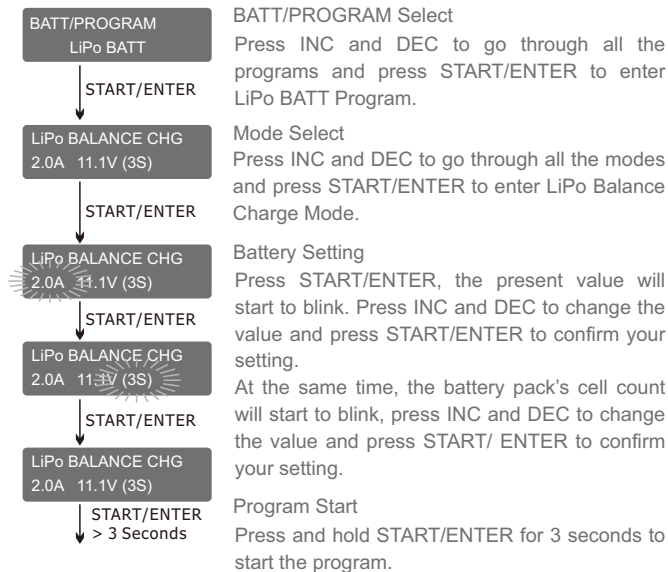 BATT/PROGRAM
LiPo BATT
START/ENTER
LiPo BALANCE CHG
2.0A 11.1V (3S)
START/ENTER
LiPo BALANCE CHG
2.0A 11.1V (3S)
START/ENTER
LiPo BALANCE CHG
2.0A 11.1V (3S)
START/ENTER
LiPo BALANCE CHG
2.0A 11.1V (3S)
START/ENTER
> 3 Seconds
BATT/PROGRAM Select
Press INC and DEC to go through all the
programs and press START/ENTER to enter
LiPo BATT Program.
Mode Select
Press INC and DEC to go through all the modes
and press START/ENTER to enter LiPo Balance
Charge Mode.
Battery Setting
Press START/ENTER, the present value will
start to blink. Press INC and DEC to change the
value and press START/ENTER to confirm your
setting.
At the same time, the battery pack’s cell count
will start to blink, press INC and DEC to change
the value and press START/ ENTER to confirm
your setting.
Program Start
Press and hold START/ENTER for 3 seconds to
start the program.